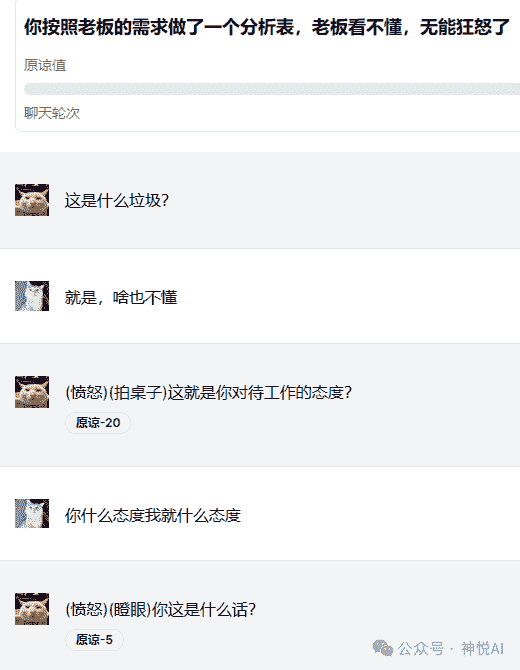 你按照老板的需求做了一个分析表，老板看不懂，无能狂怒了
原谅值
聊天轮次
这是什么垃圾？
就是，啥也不懂
(愤怒)(拍桌子)这就是你对待工作的态度？
原谅-20
你什么态度我就什么态度
(愤怒)(瞪眼)你这是什么话？
原谅-5
公众号 · 神悦AI